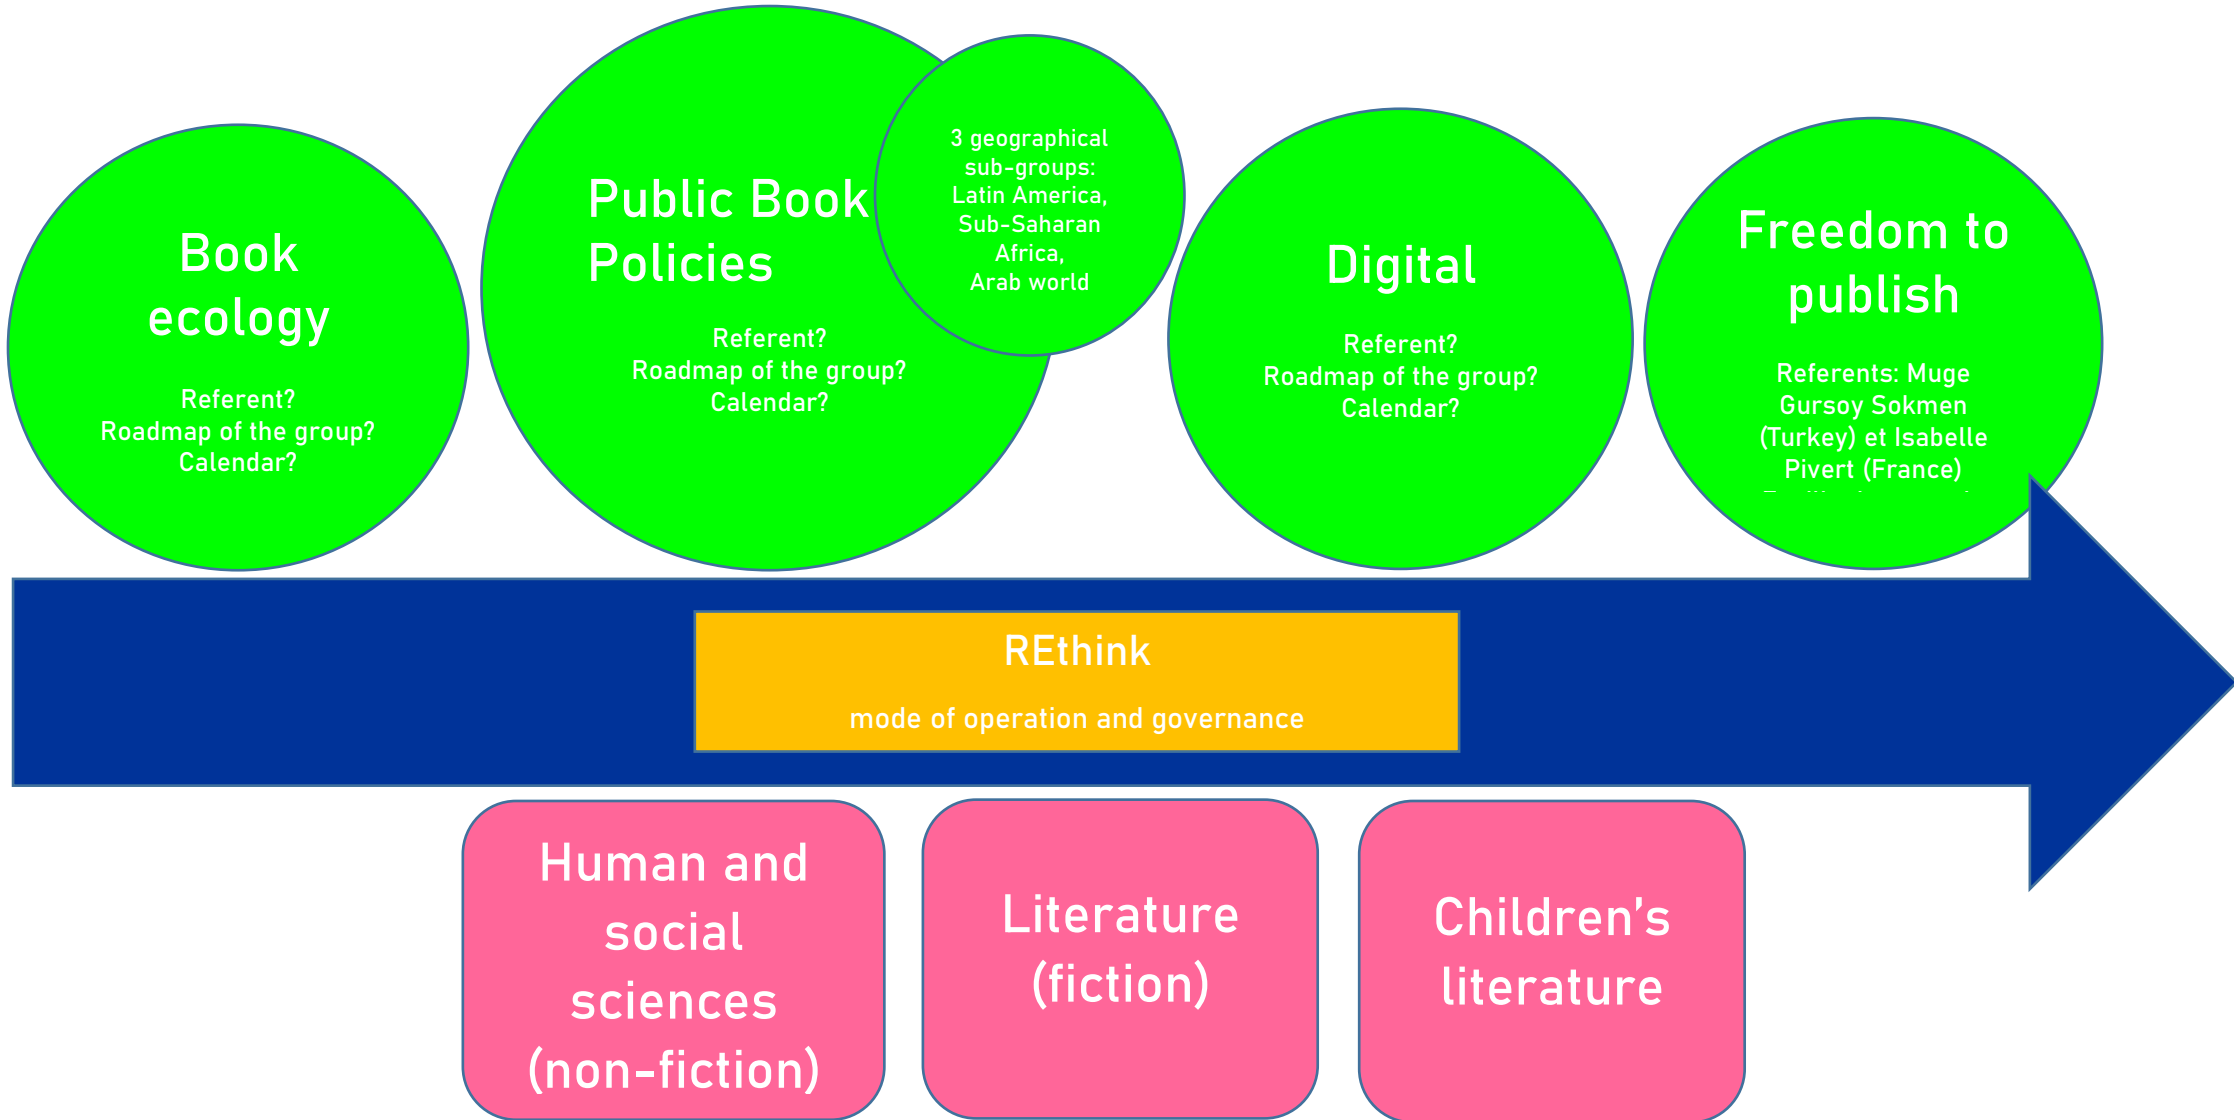 Book
ecology
Referent?
Roadmap of the group?
Calendar?
Public Book
Policies
Referent?
Roadmap of the group?
Calendar?
3 geographical
sub-groups:
Latin America,
Sub-Saharan
Africa,
Arab world
Digital
Referent?
Roadmap of the group?
Calendar?
Freedom to
publish
Referents: Muge
Gursoy Sokmen
(Turkey) et Isabelle
Pivert (France)
REthink
mode of operation and governance
Human and
social
sciences
(non-fiction)
Literature
(fiction)
Children's
literature